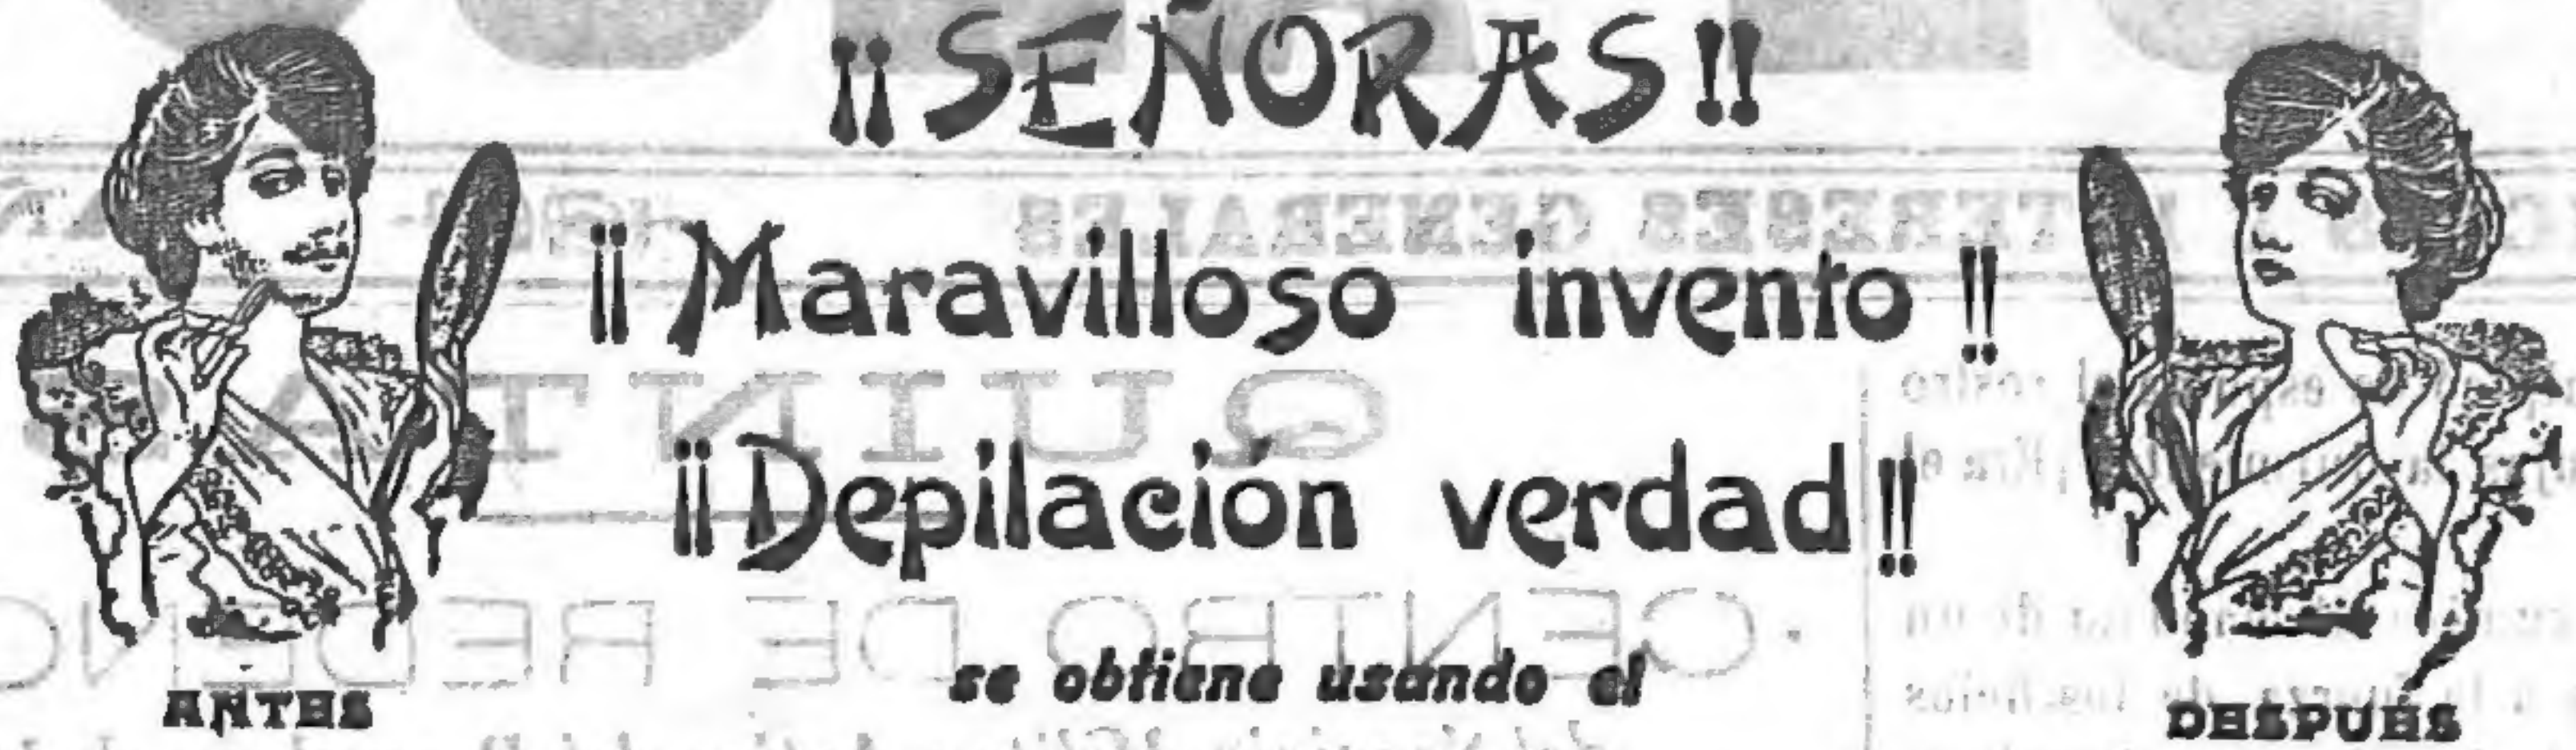 ¡¡SEÑORAS!!
¡¡Maravilloso invento!!
¡¡Depilación verdad!!
se obtiene usando el
ANTES
DESPUÉS